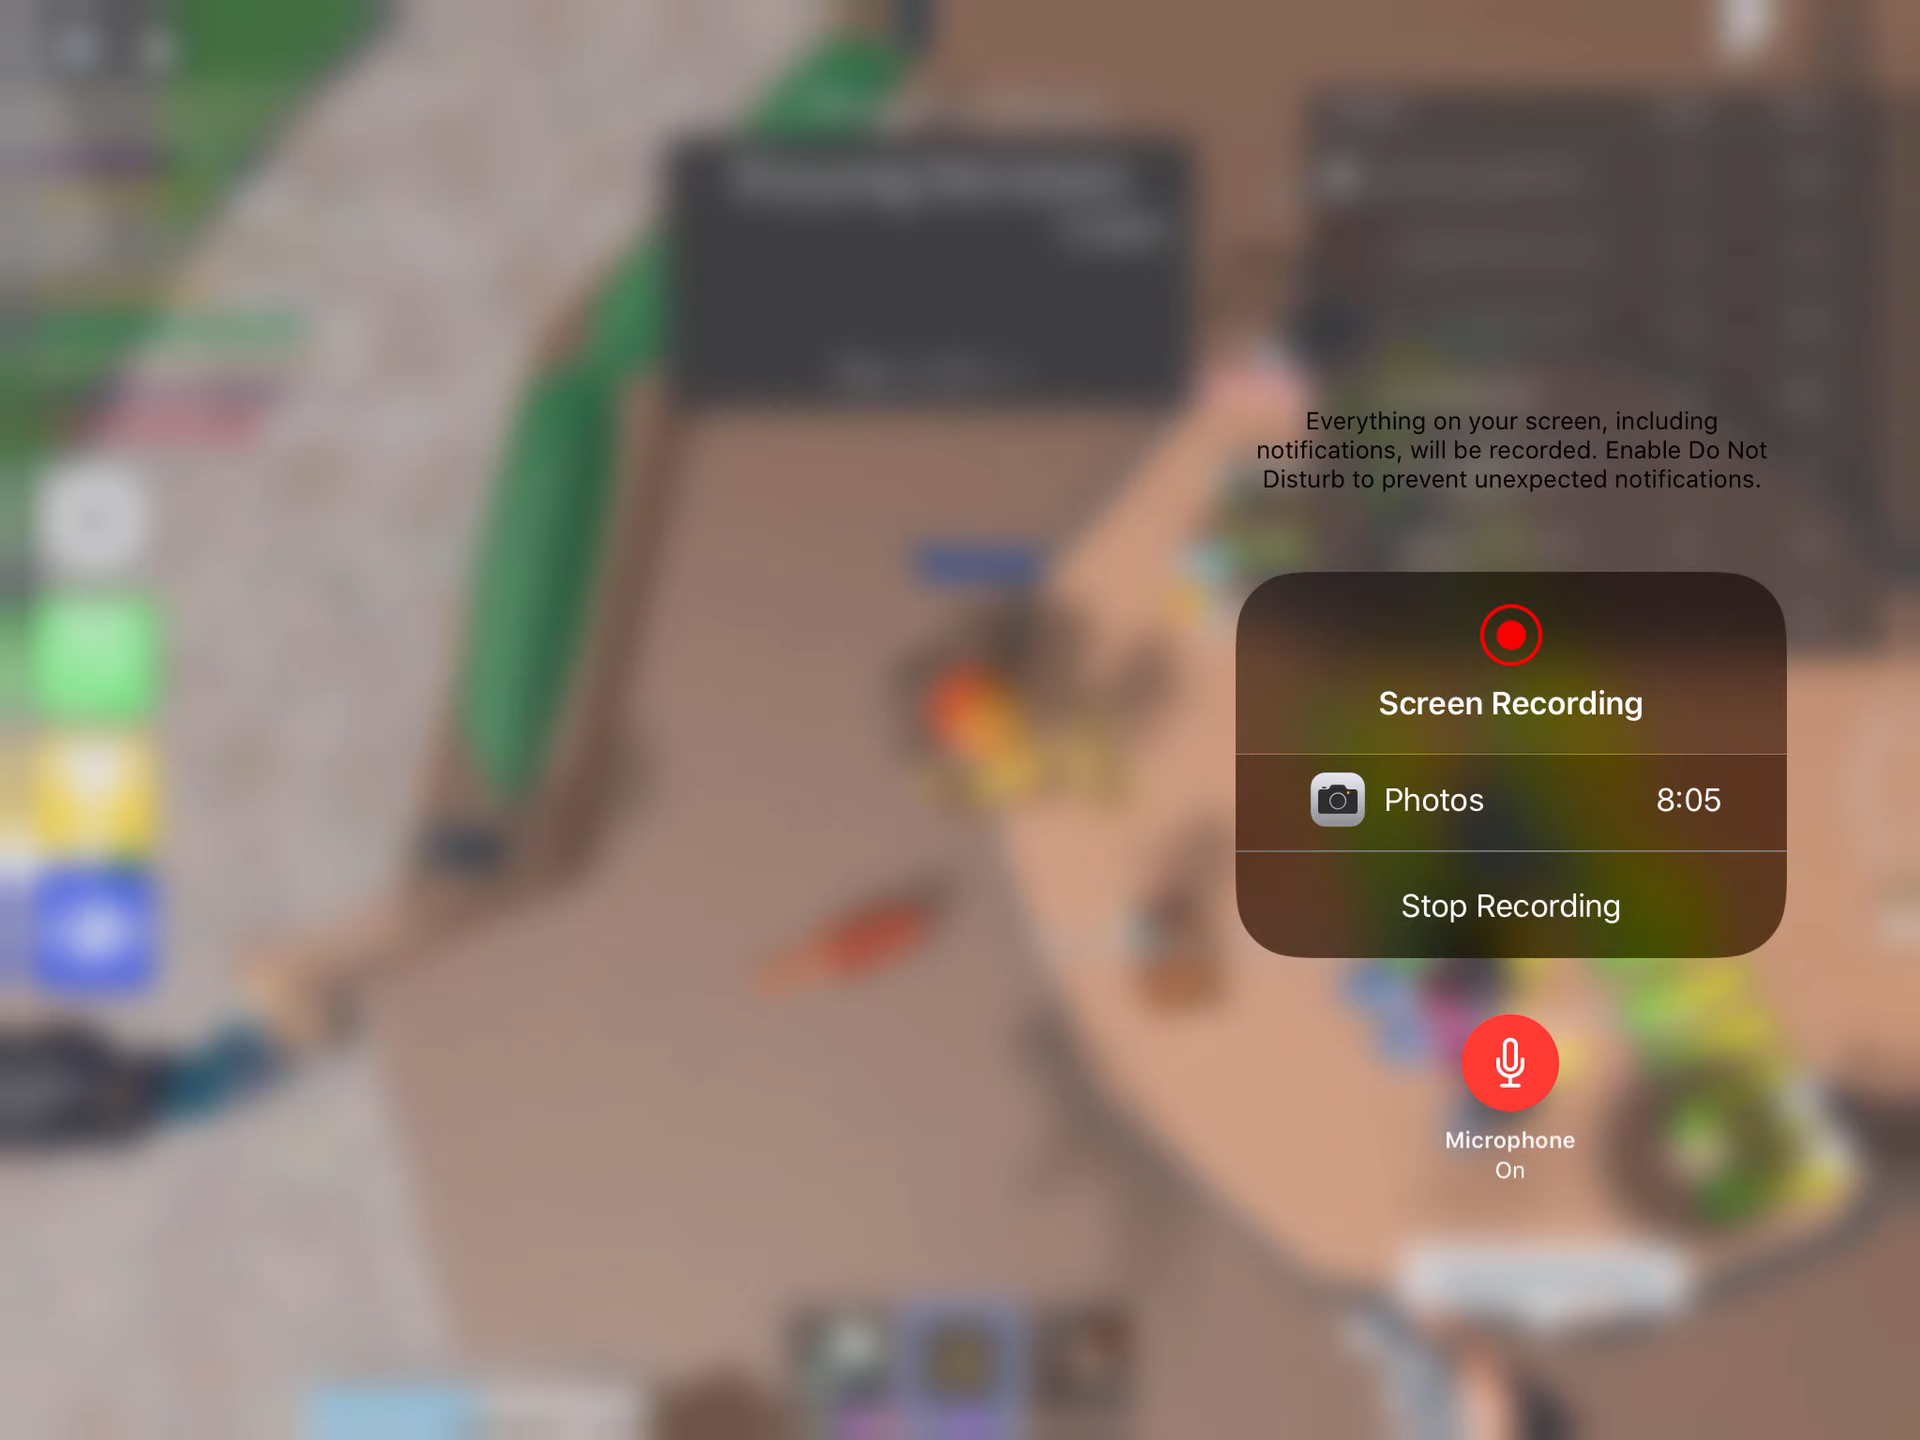 Everything on your screen, including
notifications, will be recorded. Enable Do Not
Disturb to prevent unexpected notifications.
Screen Recording
Photos 8:05
Stop Recording
Microphone
On